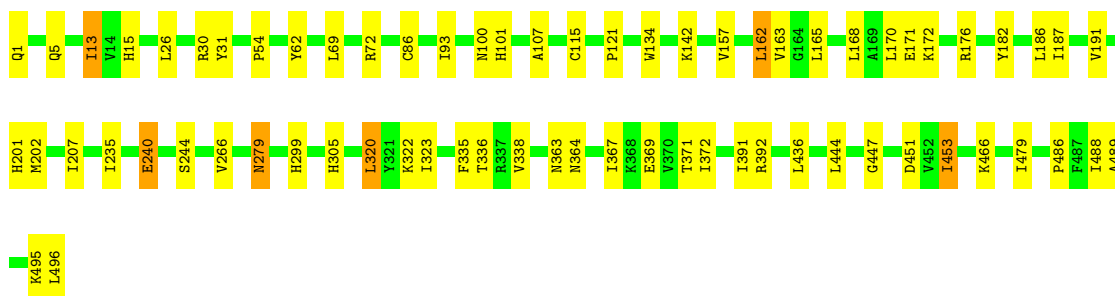 Q1 Q5 I13 V14 H15 L26 R30 Y31 P54 Y62 L69 R72 C86 I93 N100 H101 A107 C115 P121 W134 K142 V157 L162 V163 G164 L165 L168 A169 L170 E171 K172 R176 Y182 L186 I187 V191
H201 M202 I207 I235 E240 S244 V266 N279 H299 H305 L320 Y321 K322 I323 F335 T336 R337 V338 N363 N364 I367 K368 E369 V370 T371 I372 I391 R392 L436 L444 G447 D451 V452 I453 K466 I479 P486 F487 I488 A489
K495 L496